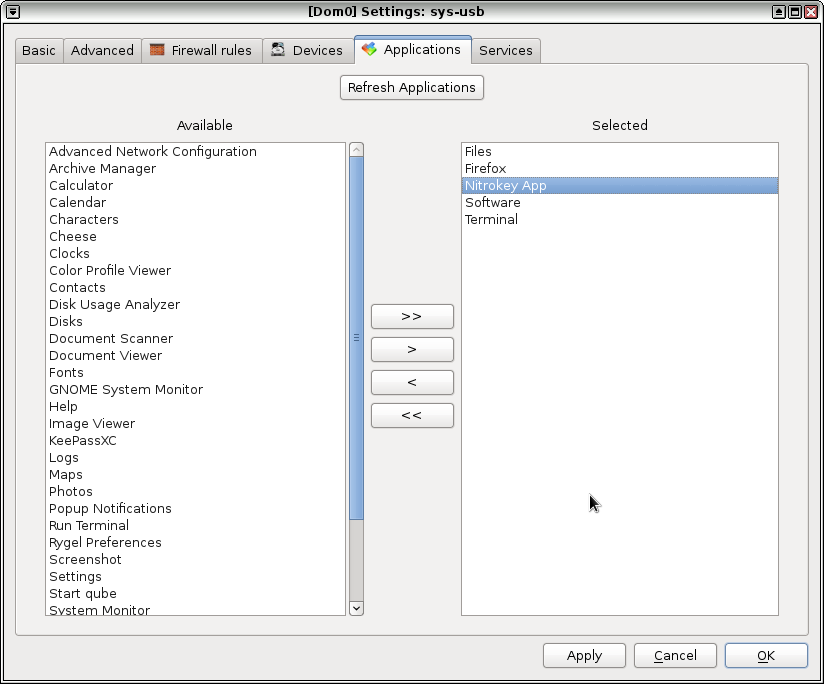 [Dom0] Settings: sys-usb
Basic
Advanced
Firewall rules
Devices
Applications
Services
Refresh Applications
Available
Advanced Network Configuration
Archive Manager
Calculator
Calendar
Characters
Cheese
Clocks
Color Profile Viewer
Contacts
Disk Usage Analyzer
Disks
Document Scanner
Document Viewer
Fonts
GNOME System Monitor
Help
Image Viewer
KeePassXC
Logs
Maps
Photos
Popup Notifications
Run Terminal
Rygel Preferences
Screenshot
Settings
Start qube
System Monitor
>>
>
<
<<
Selected
Files
Firefox
Nitrokey App
Software
Terminal
Apply
Cancel
OK